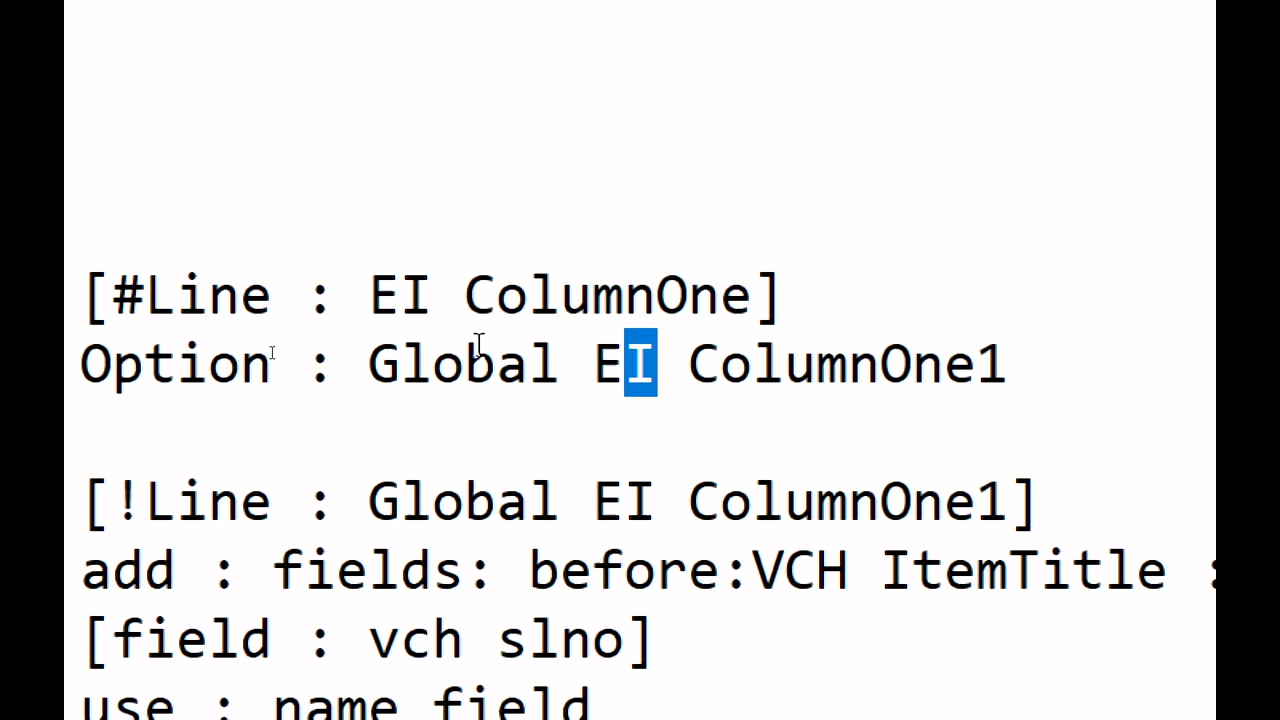 [#Line : EI ColumnOne]
Option : Global EI ColumnOne1
[!Line : Global EI ColumnOne1]
add : fields: before:VCH ItemTitle :
[field : vch slno]
use : name field